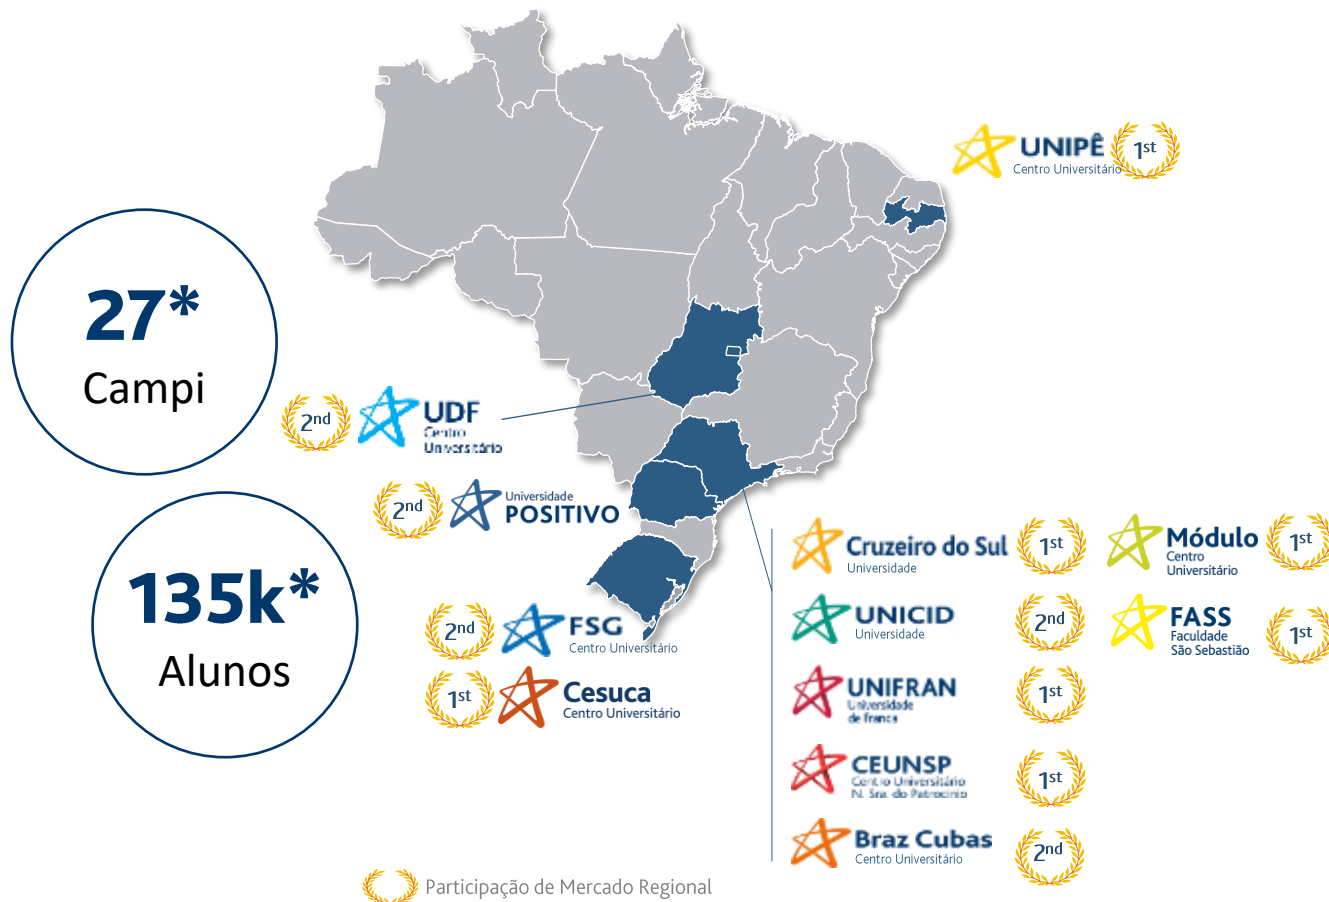 UNIPÊ
Centro Universitário
1st
27*
Campi
2nd
UDF
Centro
Universitário
2nd
Universidade
POSITIVO
135k*
Alunos
2nd
FSG
Centro Universitário
1st
Cesuca
Centro Universitário
Cruzeiro do Sul
Universidade
1st
Módulo
Centro
Universitário
1st
UNICID
Universidade
2nd
FASS
Faculdade
São Sebastião
1st
UNIFRAN
Universidade
de Franca
1st
CEUNSP
Centro Universitário
N. Sra. do Patrocínio
1st
Braz Cubas
Centro Universitário
2nd
Participação de Mercado Regional